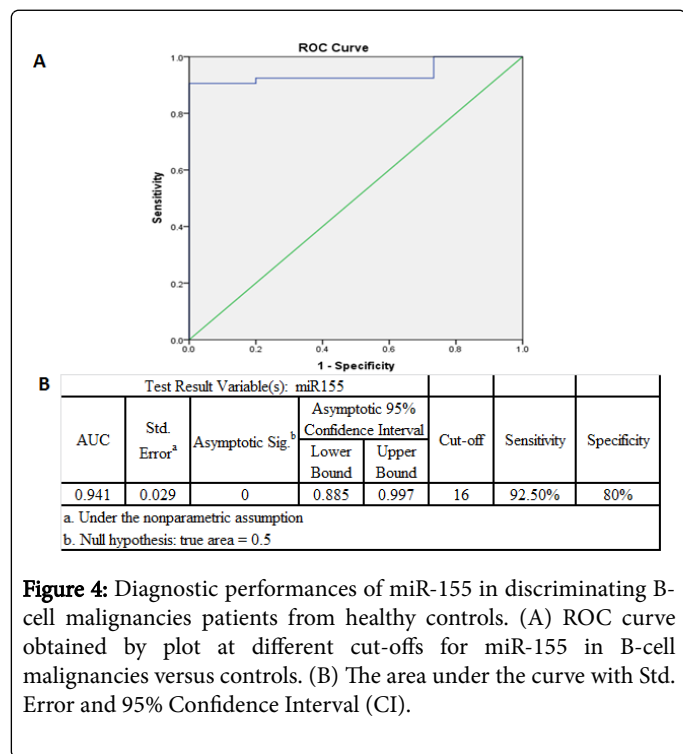 A
ROC Curve
1.0
0.8
0.6
0.4
0.2
0.0
Sensitivity
0.0 0.2 0.4 0.6 0.8 1.0
1 - Specificity
B
Test Result Variable(s): miR155
AUC Std. Errorᵃ Asymptotic Sig.ᵇ Asymptotic 95% Confidence Interval Lower Bound Upper Bound Cut-off Sensitivity Specificity
0.941 0.029 0 0.885 0.997 16 92.50% 80%
a. Under the nonparametric assumption
b. Null hypothesis: true area = 0.5
Figure 4: Diagnostic performances of miR-155 in discriminating B-
cell malignancies patients from healthy controls. (A) ROC curve
obtained by plot at different cut-offs for miR-155 in B-cell
malignancies versus controls. (B) The area under the curve with Std.
Error and 95% Confidence Interval (CI).